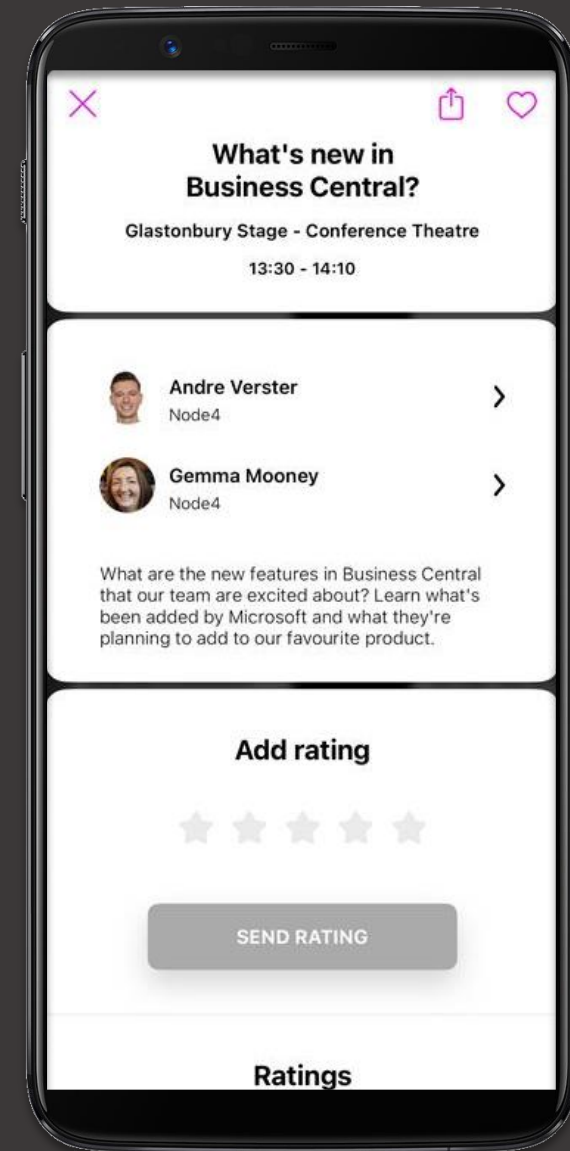 What's new in
Business Central?
Glastonbury Stage - Conference Theatre
13:30 - 14:10
Andre Verster
Node4
Gemma Mooney
Node4
What are the new features in Business Central
that our team are excited about? Learn what's
been added by Microsoft and what they're
planning to add to our favourite product.
Add rating
SEND RATING
Ratings